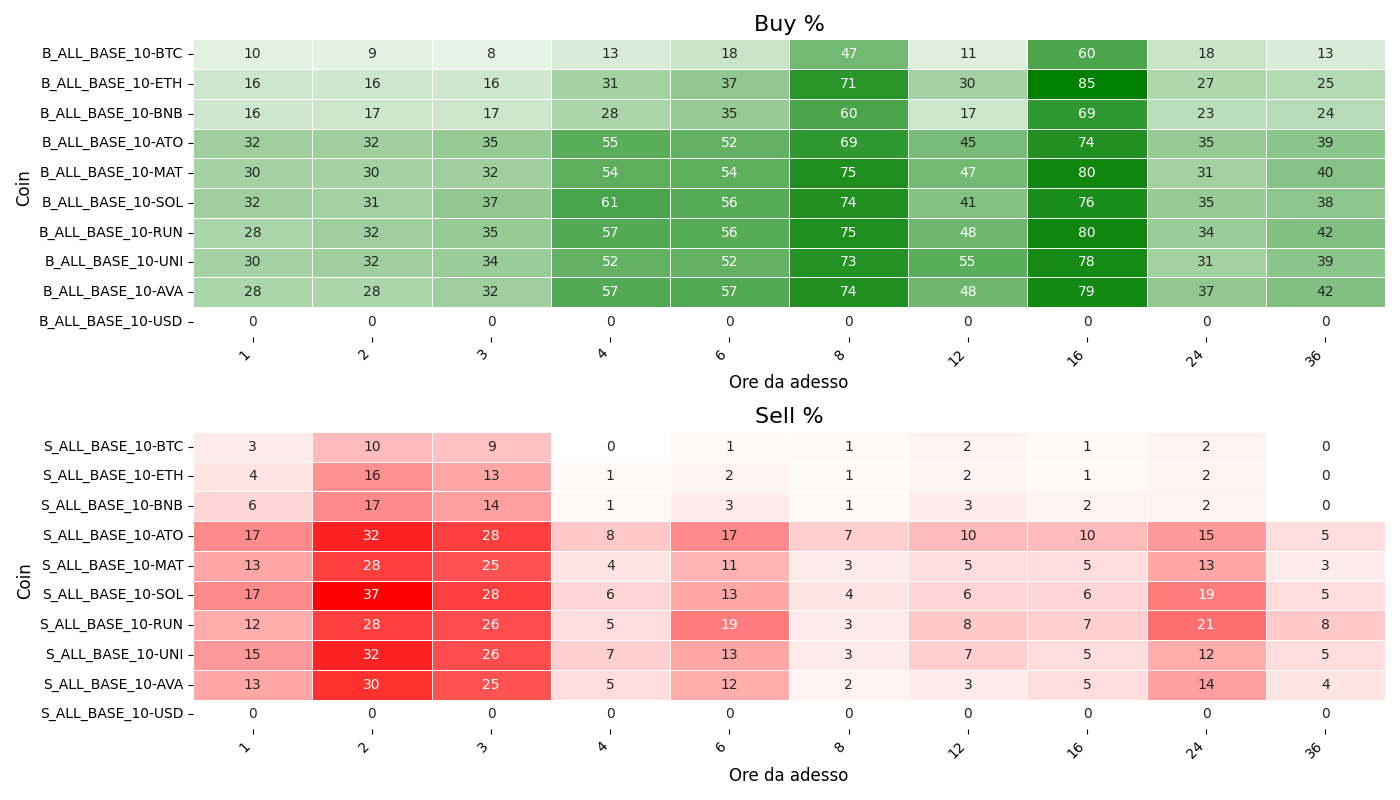 Buy %
Coin
B_ALL_BASE_10-BTC 10 9 8 13 18 47 11 60 18 13
B_ALL_BASE_10-ETH 16 16 16 31 37 71 30 85 27 25
B_ALL_BASE_10-BNB 16 17 17 28 35 60 17 69 23 24
B_ALL_BASE_10-ATO 32 32 35 55 52 69 45 74 35 39
B_ALL_BASE_10-MAT 30 30 32 54 54 75 47 80 31 40
B_ALL_BASE_10-SOL 32 31 37 61 56 74 41 76 35 38
B_ALL_BASE_10-RUN 28 32 35 57 56 75 48 80 34 42
B_ALL_BASE_10-UNI 30 32 34 52 52 73 55 78 31 39
B_ALL_BASE_10-AVA 28 28 32 57 57 74 48 79 37 42
B_ALL_BASE_10-USD 0 0 0 0 0 0 0 0 0 0
1 2 3 4 6 8 12 16 24 36
Ore da adesso
Sell %
Coin
S_ALL_BASE_10-BTC 3 10 9 0 1 1 2 1 2 0
S_ALL_BASE_10-ETH 4 16 13 1 2 1 2 1 2 0
S_ALL_BASE_10-BNB 6 17 14 1 3 1 3 2 2 0
S_ALL_BASE_10-ATO 17 32 28 8 17 7 10 10 15 5
S_ALL_BASE_10-MAT 13 28 25 4 11 3 5 5 13 3
S_ALL_BASE_10-SOL 17 37 28 6 13 4 6 6 19 5
S_ALL_BASE_10-RUN 12 28 26 5 19 3 8 7 21 8
S_ALL_BASE_10-UNI 15 32 26 7 13 3 7 5 12 5
S_ALL_BASE_10-AVA 13 30 25 5 12 2 3 5 14 4
S_ALL_BASE_10-USD 0 0 0 0 0 0 0 0 0 0
1 2 3 4 6 8 12 16 24 36
Ore da adesso